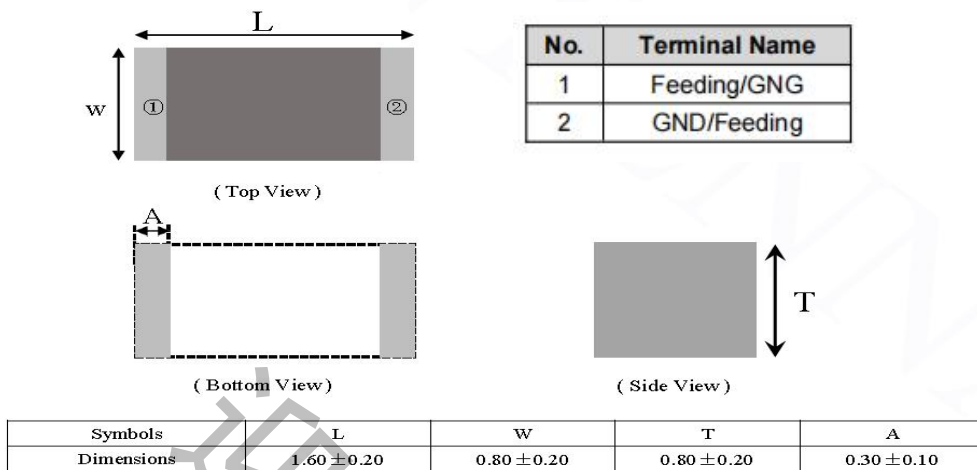 L
No. Terminal Name
1 Feeding/GNG
2 GND/Feeding
W
①
②
( Top View )
A
T
( Bottom View )
( Side View )
Symbols L W T A
Dimensions 1.60±0.20 0.80±0.20 0.80±0.20 0.30±0.10